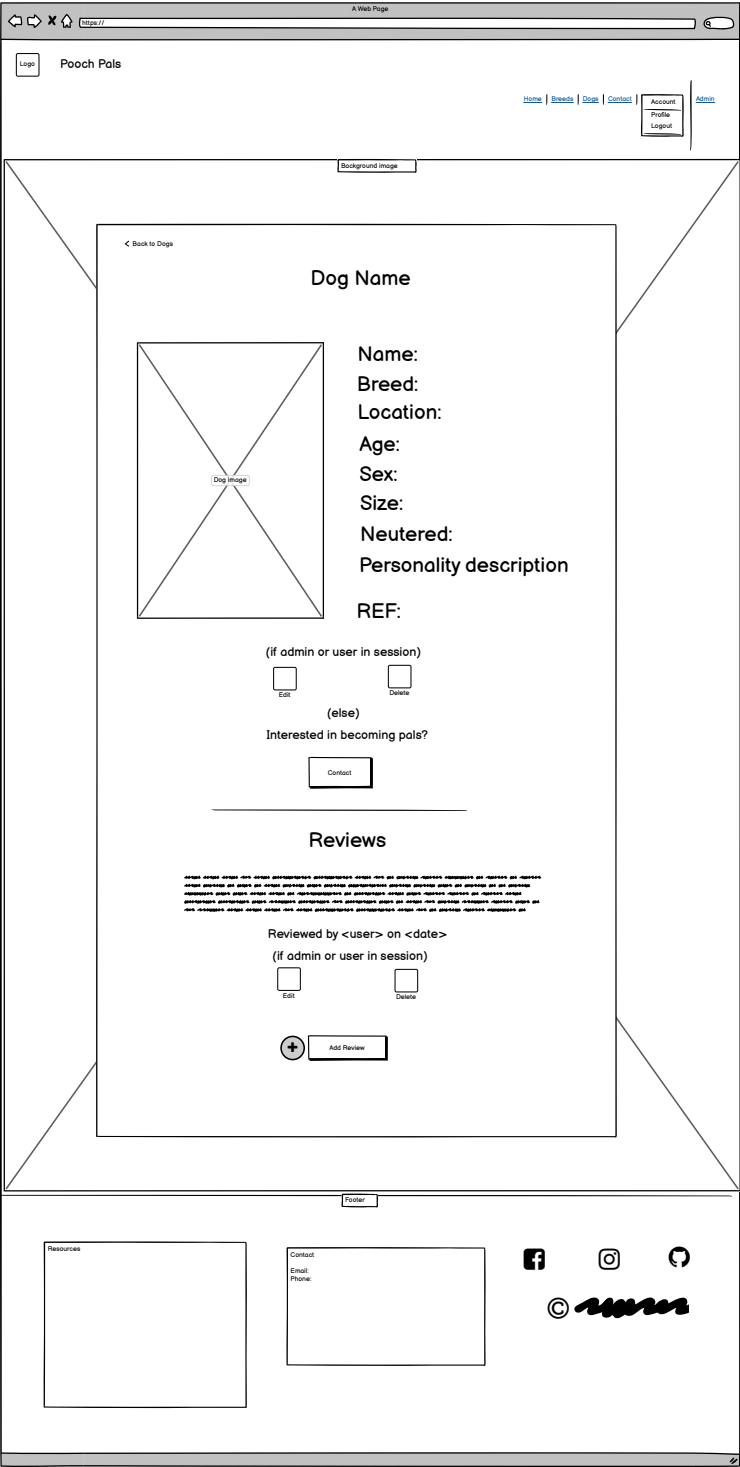 A Web Page
https://
Logo
Pooch Pals
Home Breeds Dogs Contact Account Admin
Profile
Logout
Background image
Back to Dogs
Dog Name
Name:
Breed:
Location:
Age:
Dog image
Sex:
Size:
Neutered:
Personality description
REF:
(if admin or user in session)
Edit Delete
(else)
Interested in becoming pals?
Contact
Reviews
Reviewed by <user> on <date>
(if admin or user in session)
Edit Delete
Add Review
Footer
Resources
Contact
Email:
Phone:
©